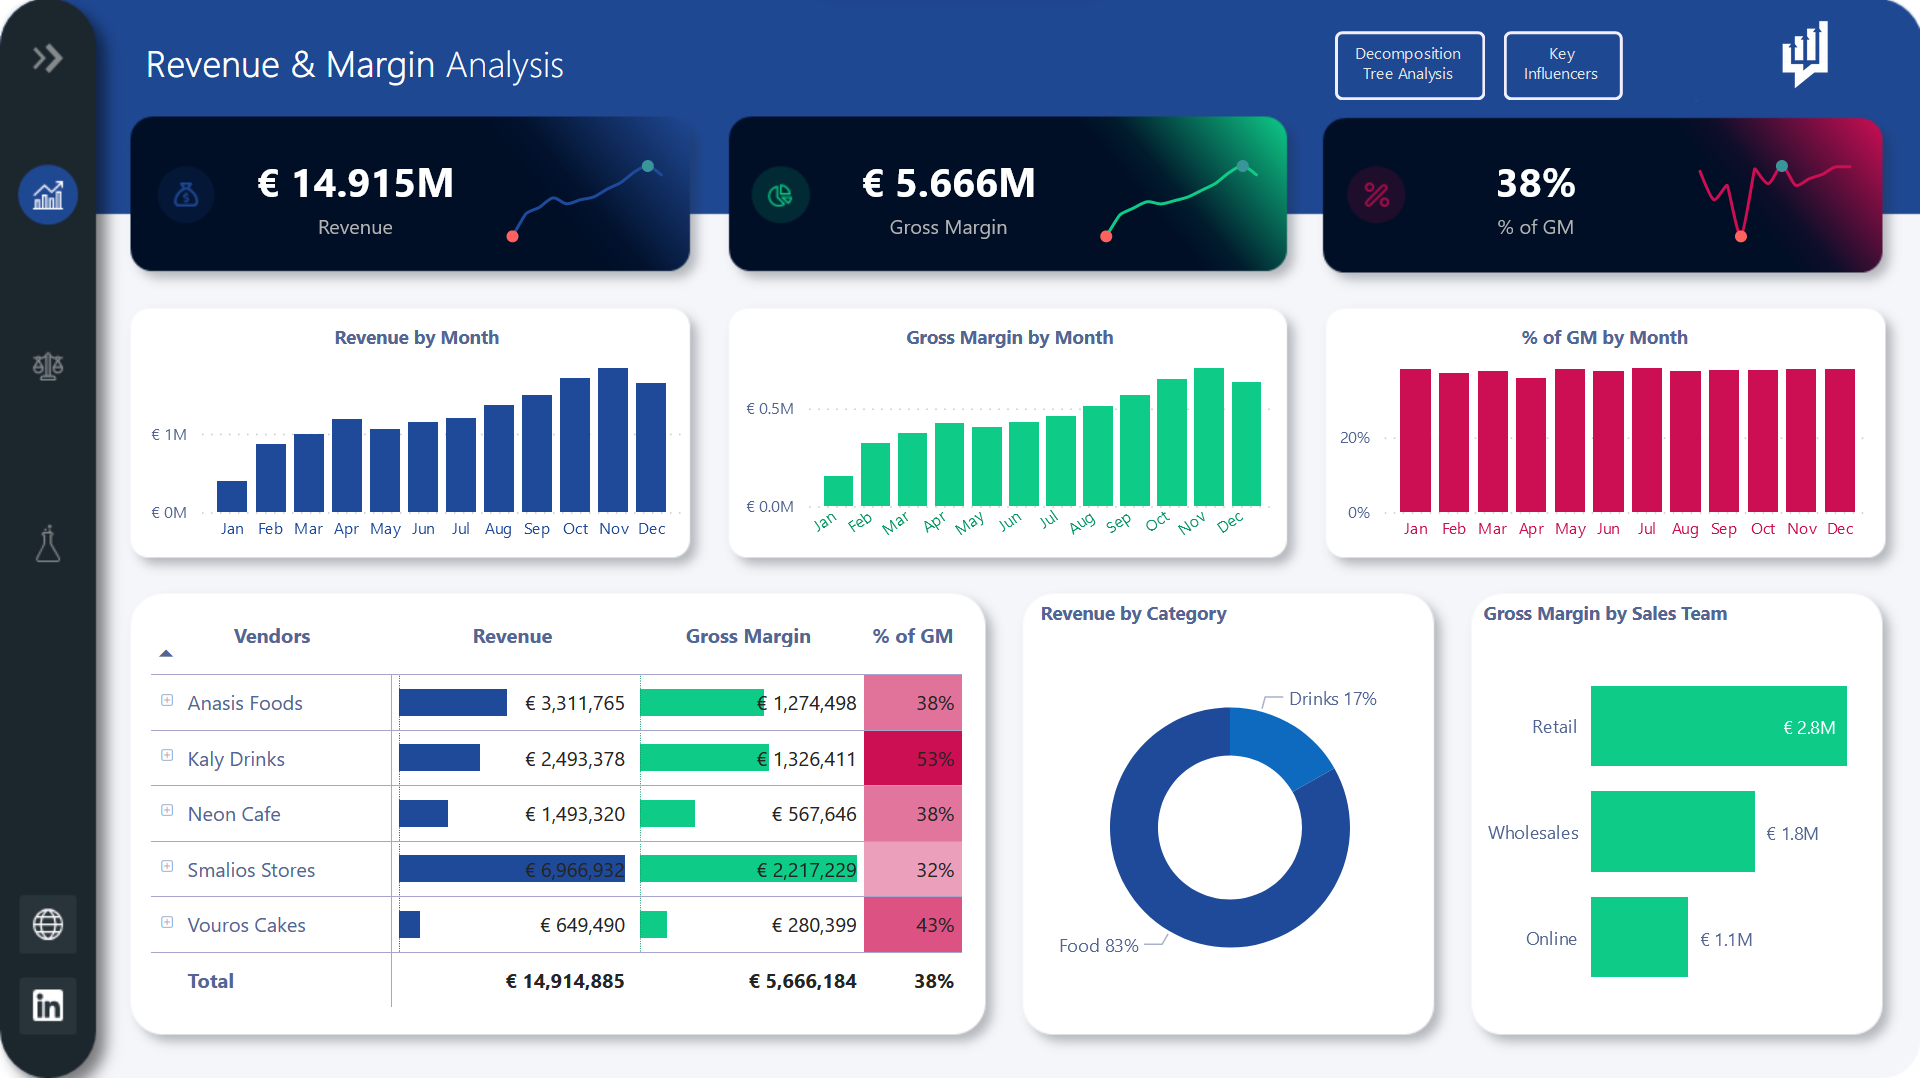 Revenue & Margin Analysis
Decomposition
Tree Analysis
Key
Influencers
€ 14.915M
Revenue
€ 5.666M
Gross Margin
38%
% of GM
Revenue by Month
€ 1M
€ 0M
Jan Feb Mar Apr May Jun Jul Aug Sep Oct Nov Dec
Gross Margin by Month
€ 0.5M
€ 0.0M
Jan Feb Mar Apr May Jun Jul Aug Sep Oct Nov Dec
% of GM by Month
20%
0%
Jan Feb Mar Apr May Jun Jul Aug Sep Oct Nov Dec
Vendors Revenue Gross Margin % of GM
Anasis Foods € 3,311,765 € 1,274,498 38%
Kaly Drinks € 2,493,378 € 1,326,411 53%
Neon Cafe € 1,493,320 € 567,646 38%
Smalios Stores € 6,966,932 € 2,217,229 32%
Vouros Cakes € 649,490 € 280,399 43%
Total € 14,914,885 € 5,666,184 38%
Revenue by Category
Drinks 17%
Food 83%
Gross Margin by Sales Team
Retail € 2.8M
Wholesales € 1.8M
Online € 1.1M
in